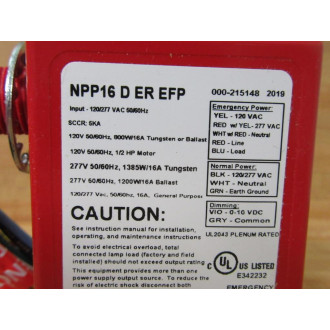 NPP16 D ER EFP
000-215148 2019
Input - 120/277 VAC 50/60Hz
SCCR: 5KA
120V 50/60Hz, 800W/16A Tungsten or Ballast
120V 50/60Hz, 1/2 HP Motor
277V 50/60Hz, 1385W/16A Tungsten
277V 50/60Hz, 1200W/16A Ballast
120/277 Vac, 50/60Hz, 16A, General Purpose
Emergency Power:
YEL - 120 VAC
RED w/ YEL- 277 VAC
WHT w/ RED - Neutral
RED - Line
BLU - Load
Normal Power:
BLK - 120/277 VAC
WHT - Neutral
GRN - Earth Ground
Dimming:
VIO - 0-10 VDC
GRY - Common
UL2043 PLENUM RATED
CAUTION:
See instruction manual for installation,
operating, and maintenance instructions
To avoid electrical overload, total
connected lamp load (factory and field
installed) should not exceed output rating
This equipment provides more than one
power supply output source. To reduce the
risk of electric shock disconnect both
C UL US LISTED
E342232
EMERGENCY